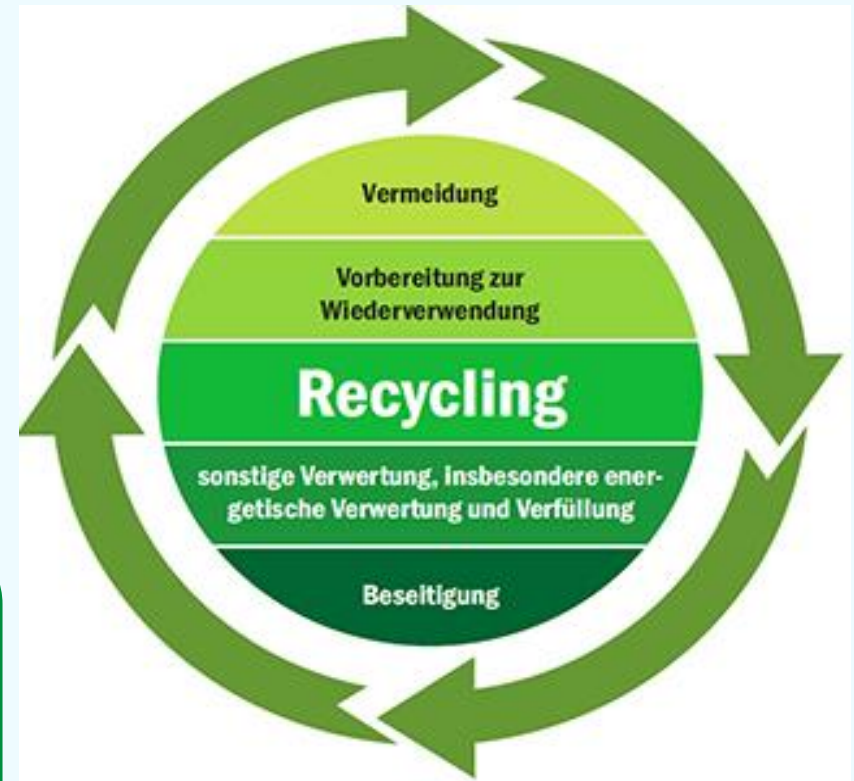 Vermeidung
Vorbereitung zur
Wiederverwendung
Recycling
sonstige Verwertung, insbesondere ener-
getische Verwertung und Verfüllung
Beseitigung